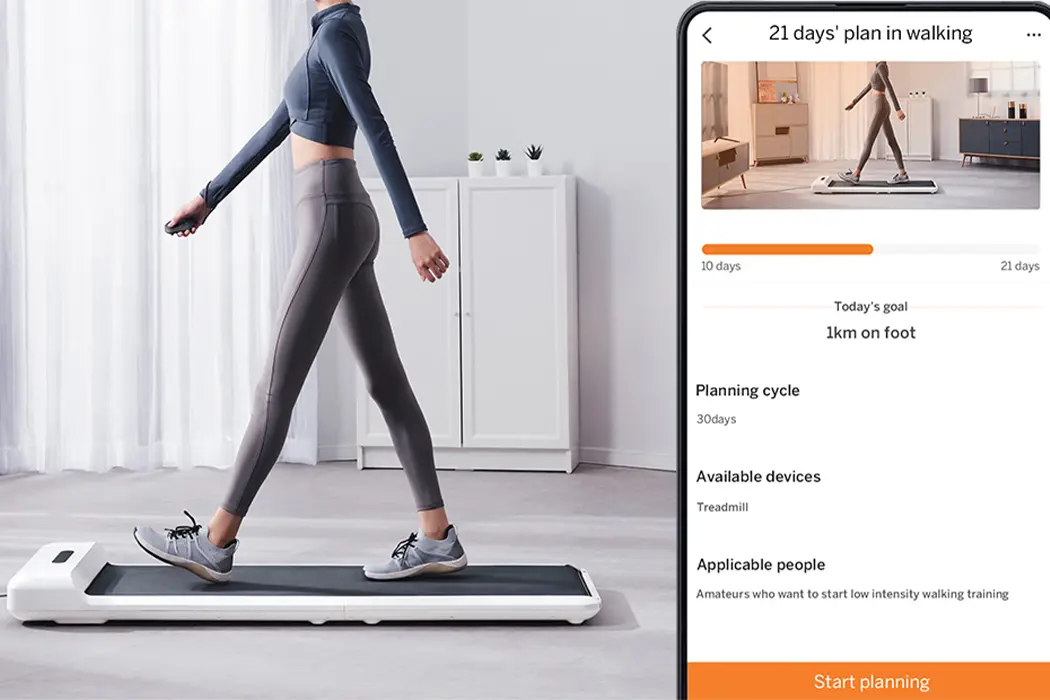 21 days' plan in walking
10 days
21 days
Today's goal
1km on foot
Planning cycle
30days
Available devices
Treadmill
Applicable people
Amateurs who want to start low intensity walking training
Start planning